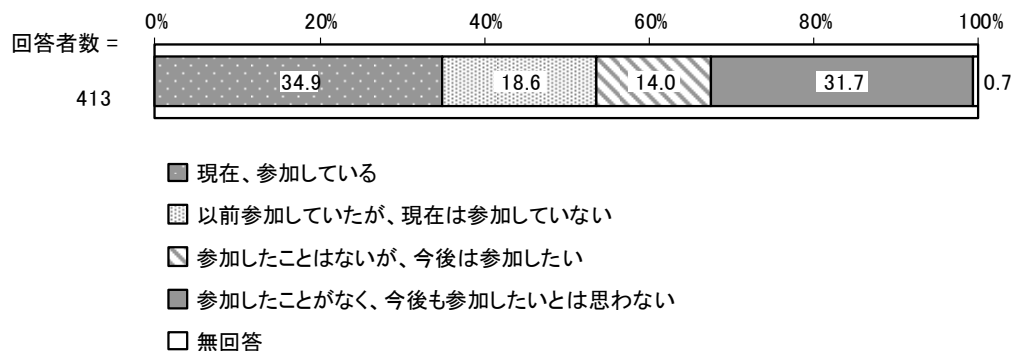 0% 20% 40% 60% 80% 100%
回答者数 =
413 34.9 18.6 14.0 31.7 0.7
現在、参加している
以前参加していたが、現在は参加していない
参加したことはないが、今後は参加したい
参加したことがなく、今後も参加したいとは思わない
無回答